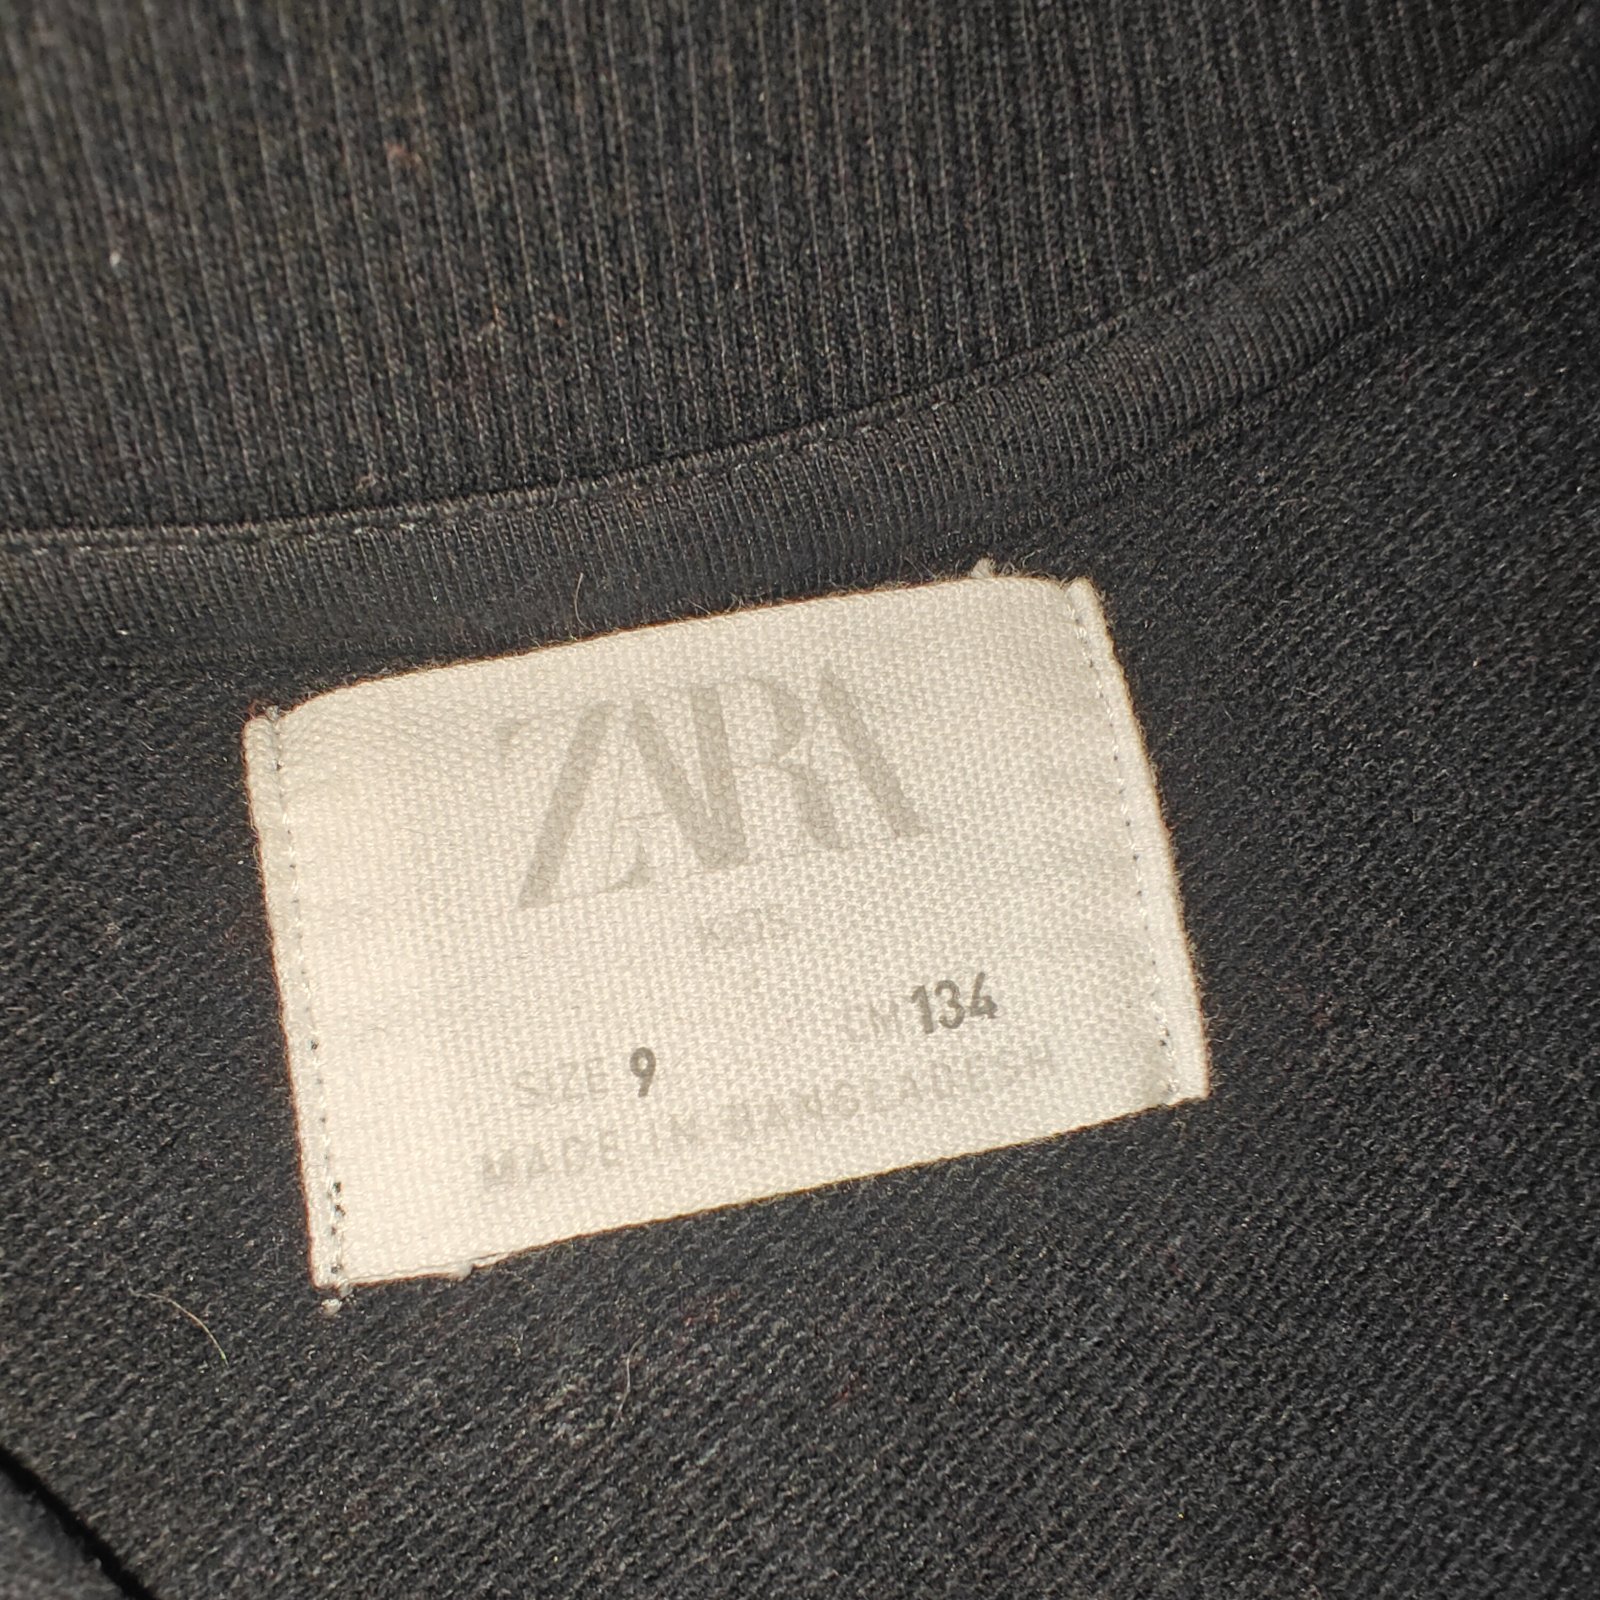 ZARA
KIDS
SIZE 9 CM 134
MADE IN BANGLADESH